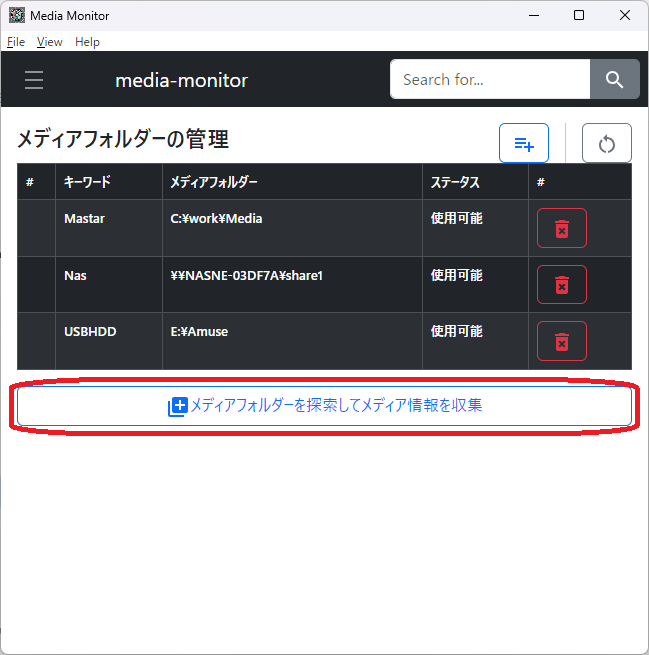 Media Monitor
File View Help
media-monitor
Search for...
メディアフォルダーの管理
# キーワード メディアフォルダー ステータス #
Mastar C:¥work¥Media 使用可能
Nas ¥¥NASNE-03DF7A¥share1 使用可能
USBHDD E:¥Amuse 使用可能
メディアフォルダーを探索してメディア情報を収集